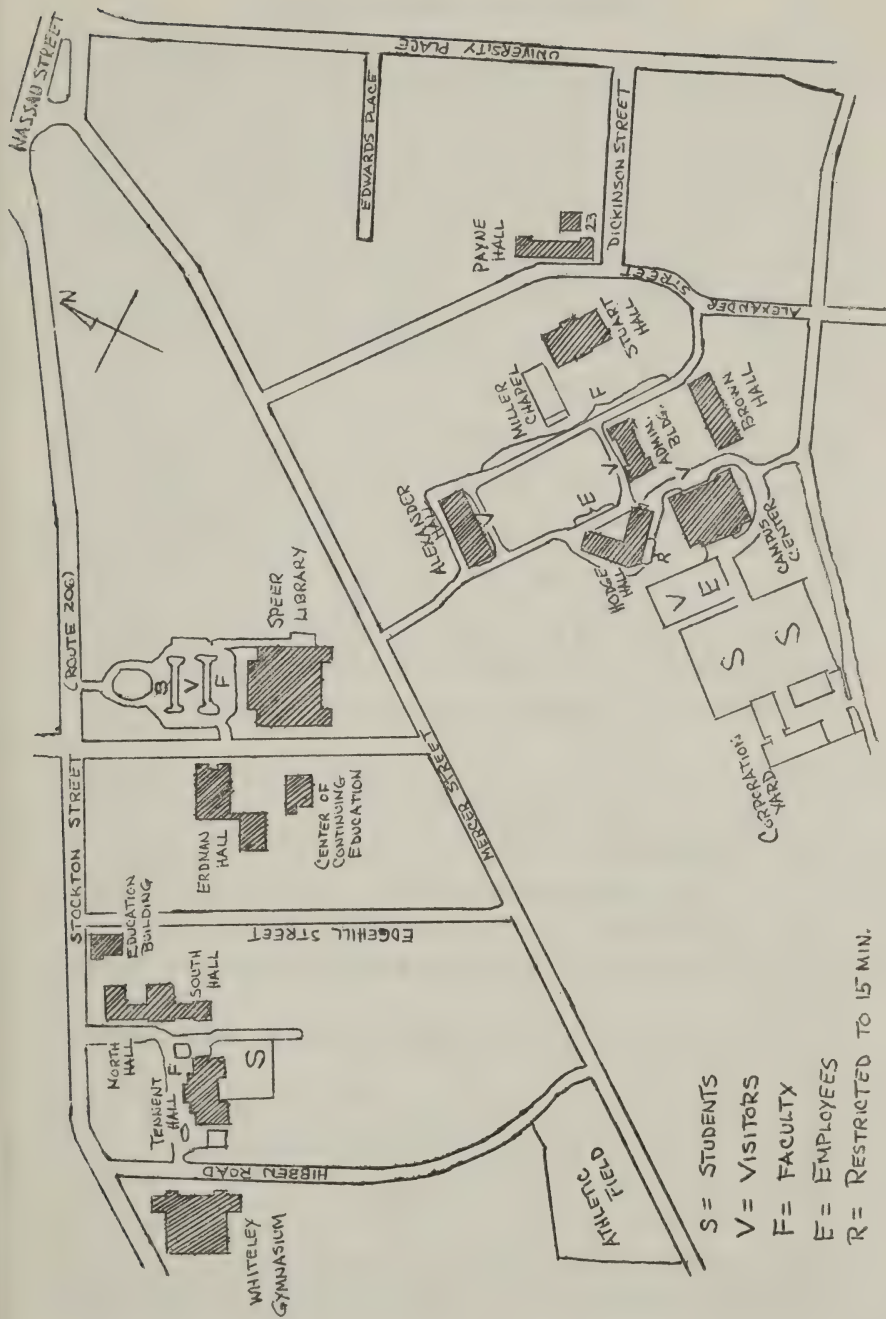 NASSAU STREET
UNIVERSITY PLACE
EDWARDS PLACE
DICKINSON STREET
PAYNE
HALL
23
ALEXANDER
STREET
N
STUART
HALL
MILLER
CHAPEL
F
ADMIN.
BLDG.
BROWN
HALL
V
V
E
ALEXANDER
HALL
V
HODGE
HALL
R
CAMPUS
CENTER
V
E
S
S
CORPORATION
YARD
(ROUTE 206)
SPEER
LIBRARY
S
V
F
STOCKTON STREET
MERCER STREET
ERDMAN
HALL
CENTER OF
CONTINUING
EDUCATION
EDUCATION
BUILDING
EDGEHILL STREET
SOUTH
HALL
NORTH
HALL
F
S
TENNENT
HALL
HIBBEN ROAD
WHITELEY
GYMNASIUM
ATHLETIC
FIELD
S = STUDENTS
V = VISITORS
F = FACULTY
E = EMPLOYEES
R = RESTRICTED TO 15 MIN.